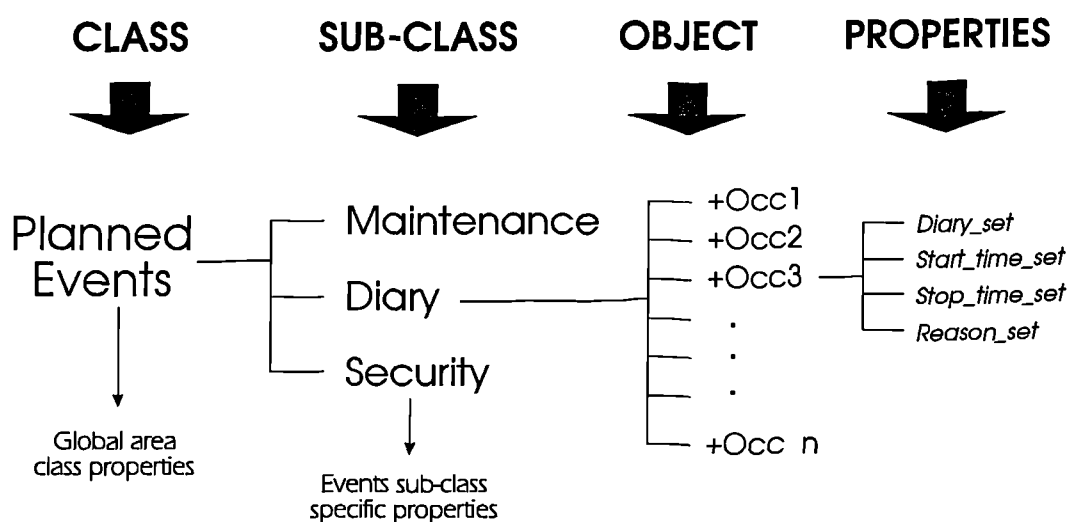 CLASS SUB-CLASS OBJECT PROPERTIES
Planned
Events
Global area
class properties
Maintenance
Diary
Security
Events sub-class
specific properties
+Occ1
+Occ2
+Occ3
.
.
.
+Occ n
Diary_set
Start_time_set
Stop_time_set
Reason_set